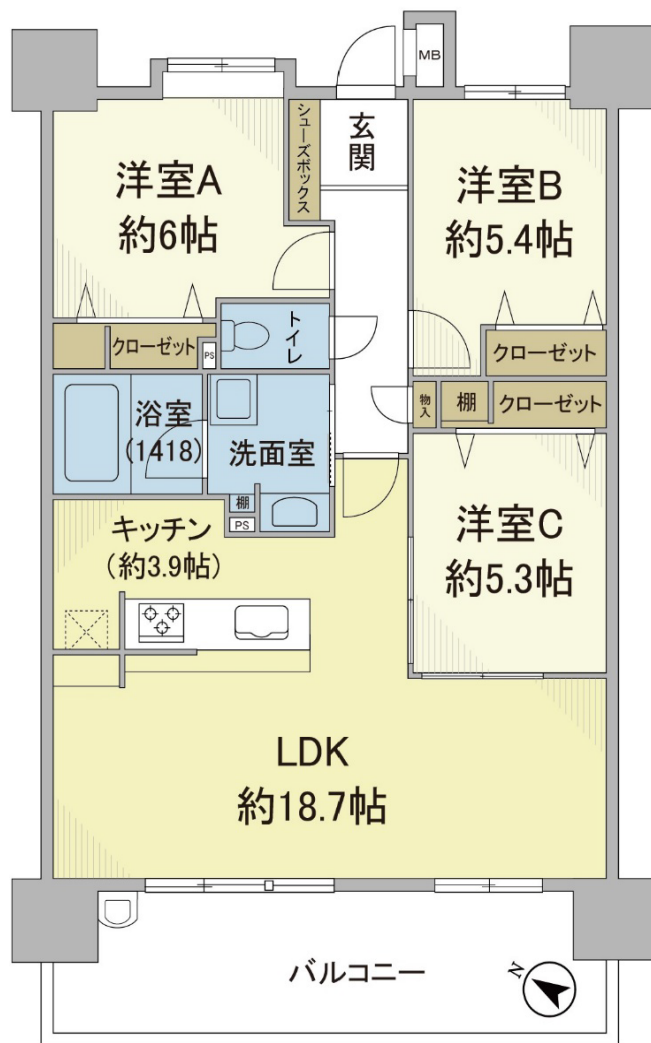 MB
シューズボックス
玄関
洋室A
約6帖
洋室B
約5.4帖
トイレ
クローゼット
PS
クローゼット
浴室
(1418)
洗面室
物入
棚
クローゼット
棚
PS
キッチン
(約3.9帖)
洋室C
約5.3帖
LDK
約18.7帖
バルコニー
N